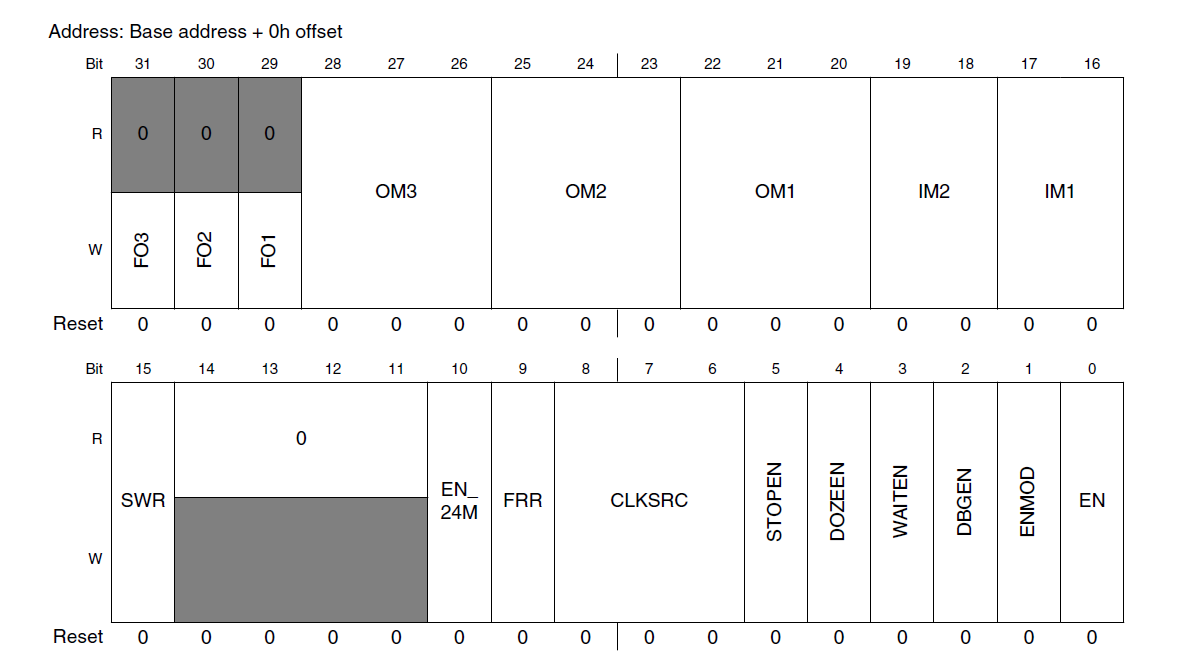 Address: Base address + 0h offset
Bit 31 30 29 28 27 26 25 24 23 22 21 20 19 18 17 16
R 0 0 0
OM3 OM2 OM1 IM2 IM1
W FO3 FO2 FO1
Reset 0 0 0 0 0 0 0 0 0 0 0 0 0 0 0 0
Bit 15 14 13 12 11 10 9 8 7 6 5 4 3 2 1 0
R 0
SWR EN_ 24M FRR CLKSRC STOPEN DOZEEN WAITEN DBGEN ENMOD EN
W
Reset 0 0 0 0 0 0 0 0 0 0 0 0 0 0 0 0